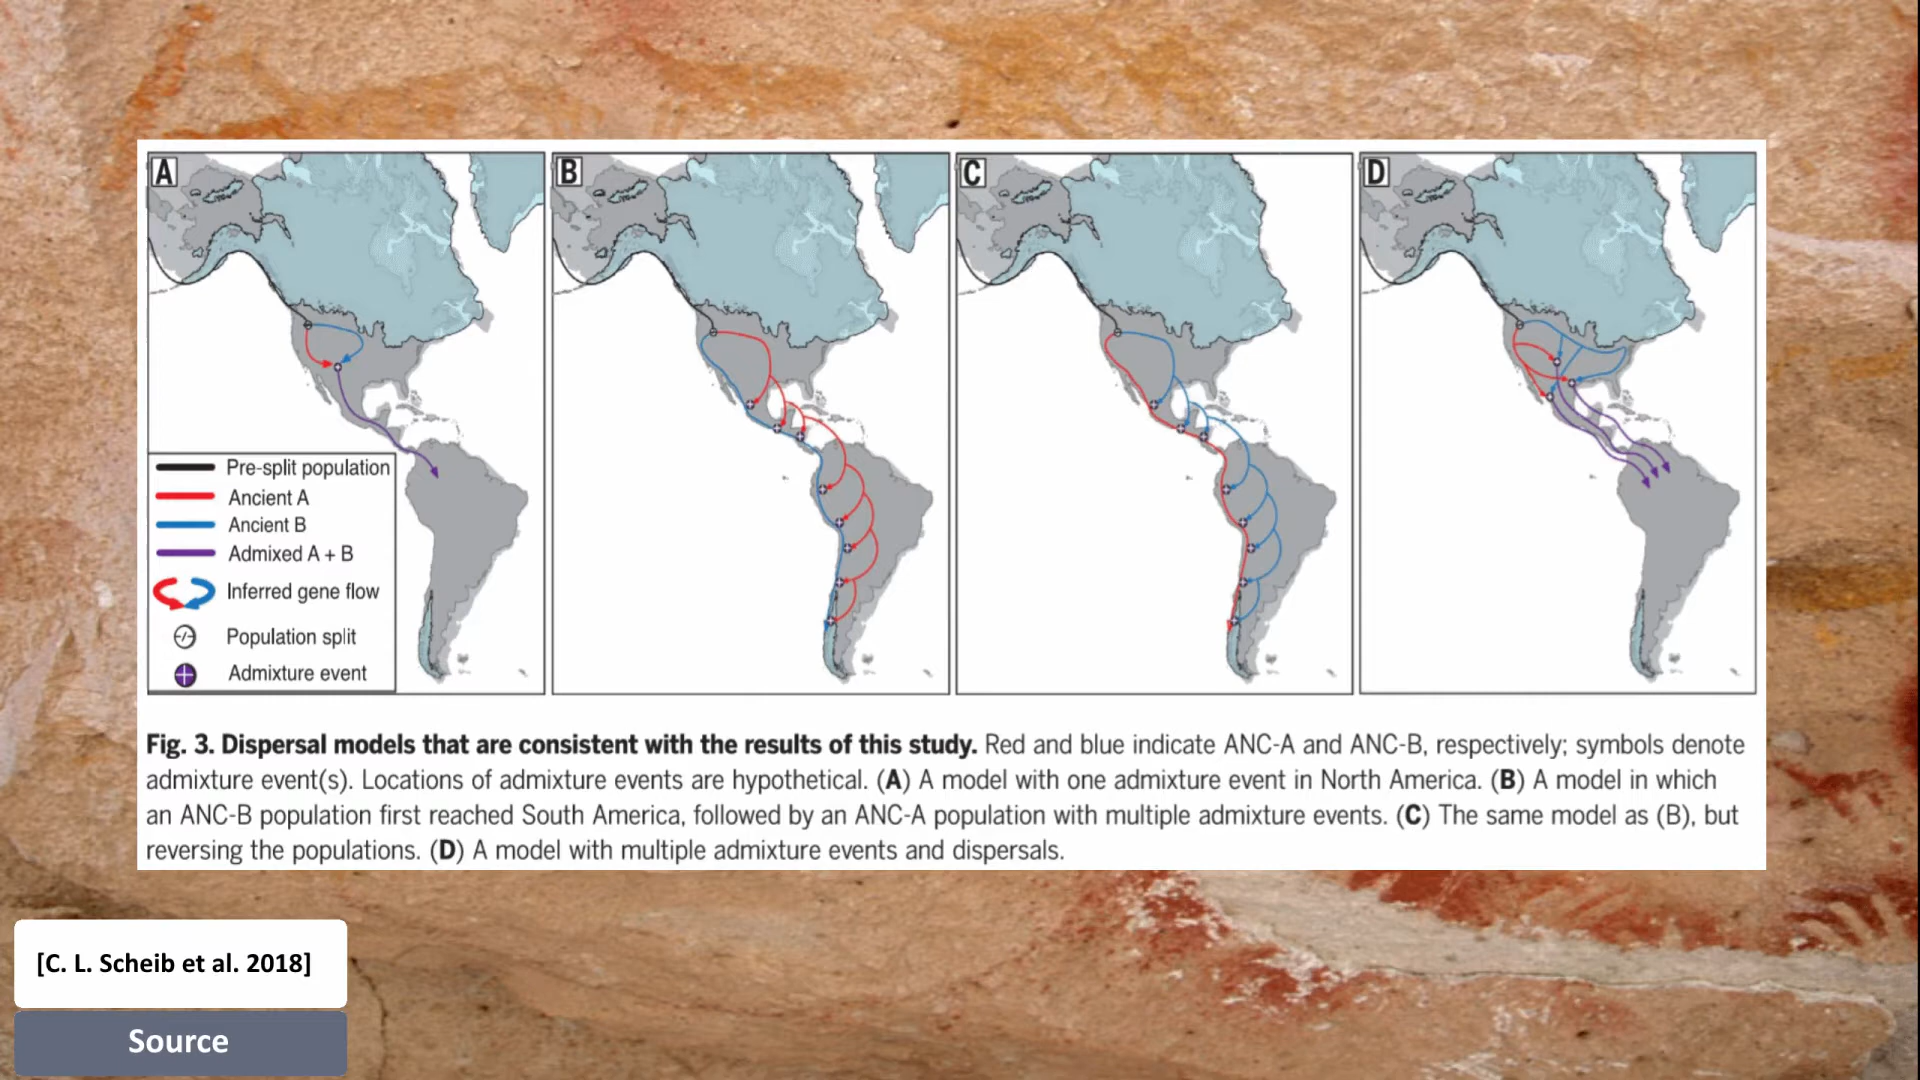 A
B
C
D
Pre-split population
Ancient A
Ancient B
Admixed A + B
Inferred gene flow
Population split
Admixture event
Fig. 3. Dispersal models that are consistent with the results of this study. Red and blue indicate ANC-A and ANC-B, respectively; symbols denote
admixture event(s). Locations of admixture events are hypothetical. (A) A model with one admixture event in North America. (B) A model in which
an ANC-B population first reached South America, followed by an ANC-A population with multiple admixture events. (C) The same model as (B), but
reversing the populations. (D) A model with multiple admixture events and dispersals.
[C. L. Scheib et al. 2018]
Source